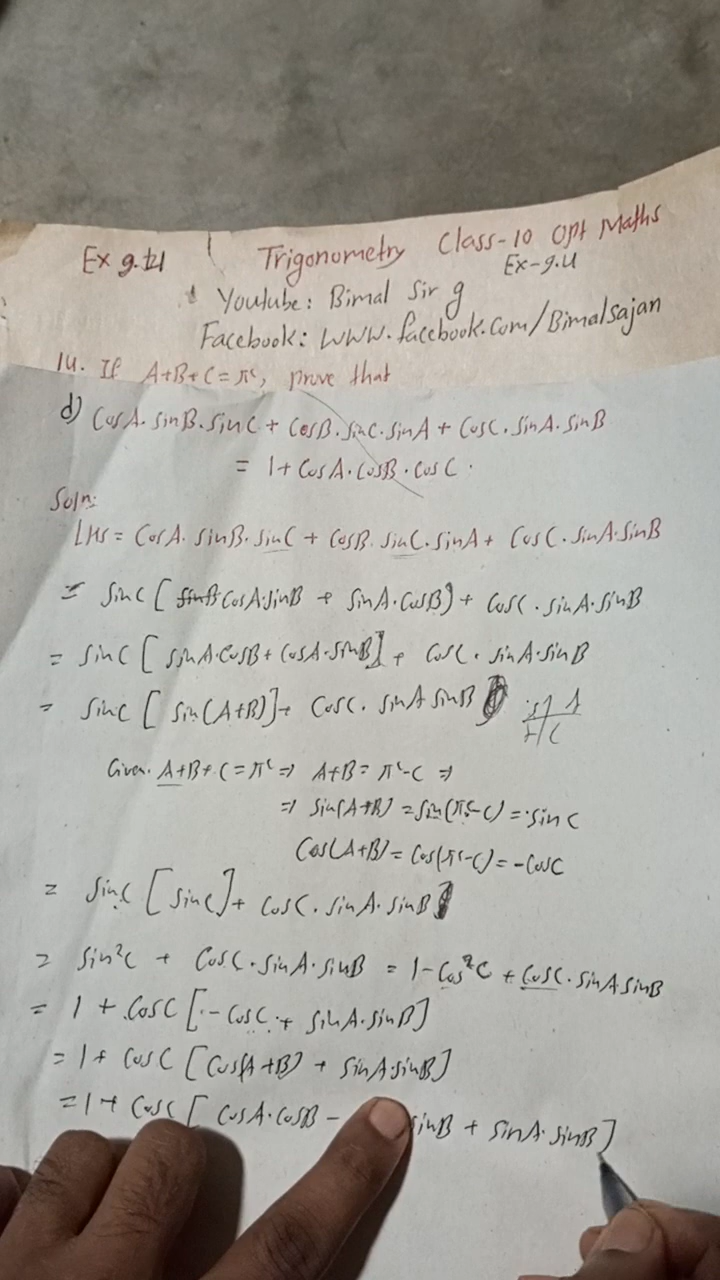 Ex 9.
Trigonometry Class-10 Opt Maths
Ex-9.4
Youtube: Bimal Sir g
Facebook: WWW.facebook.com/Bimalsajan
14. If A+B+C = πᶜ, prove that
d) CosA. sinB. SinC + CosB. SinC. SinA + CosC. SinA. SinB
= 1 + CosA. CosB. CosC.
Soln:
LHS = CosA. sinB. sinC + CosB. sinC. sinA + CosC. SinA. SinB
= SinC [ CosA.sinB + sinA.CosB] + CosC. sinA. SinB
= SinC [ sinA.CosB + CosA.sinB] + CosC. sinA.sinB
= SinC [ sin(A+B)] + CosC. sinA sinB
Given. A+B+C = πᶜ ⇒ A+B = πᶜ-C ⇒
⇒ Sin(A+B) = Sin(πᶜ-C) = sinC
Cos(A+B) = Cos(πᶜ-C) = -CosC
= SinC [sinC] + CosC. sinA. sinB
= Sin²C + CosC. sinA. sinB = 1 - Cos²C + CosC. sinA sinB
= 1 + CosC [-CosC + sinA.sinB]
= 1 + CosC [Cos(A+B) + sinA.sinB]
= 1 + CosC [ CosA.CosB - sinB + sinA. sinB]